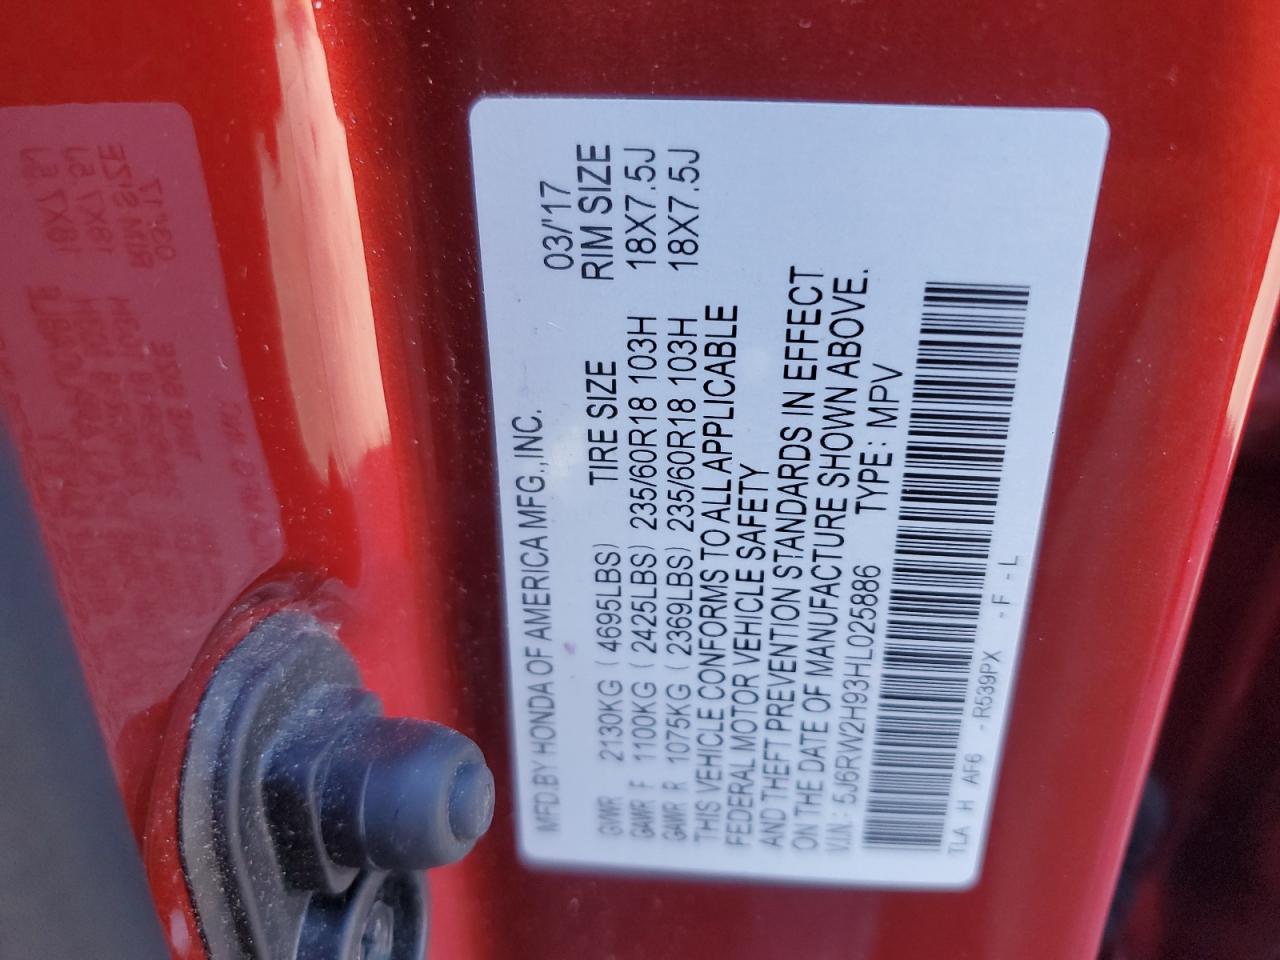 MFD.BY HONDA OF AMERICA MFG.,INC. 03/'17
GVWR 2130KG ( 4695LBS) TIRE SIZE RIM SIZE
GAWR F 1100KG ( 2425LBS) 235/60R18 103H 18X7.5J
GAWR R 1075KG ( 2369LBS) 235/60R18 103H 18X7.5J
THIS VEHICLE CONFORMS TO ALL APPLICABLE
FEDERAL MOTOR VEHICLE SAFETY
AND THEFT PREVENTION STANDARDS IN EFFECT
ON THE DATE OF MANUFACTURE SHOWN ABOVE.
V.I.N.: 5J6RW2H93HL025886 TYPE: MPV
TLA H AF6 - R539PX - F - L